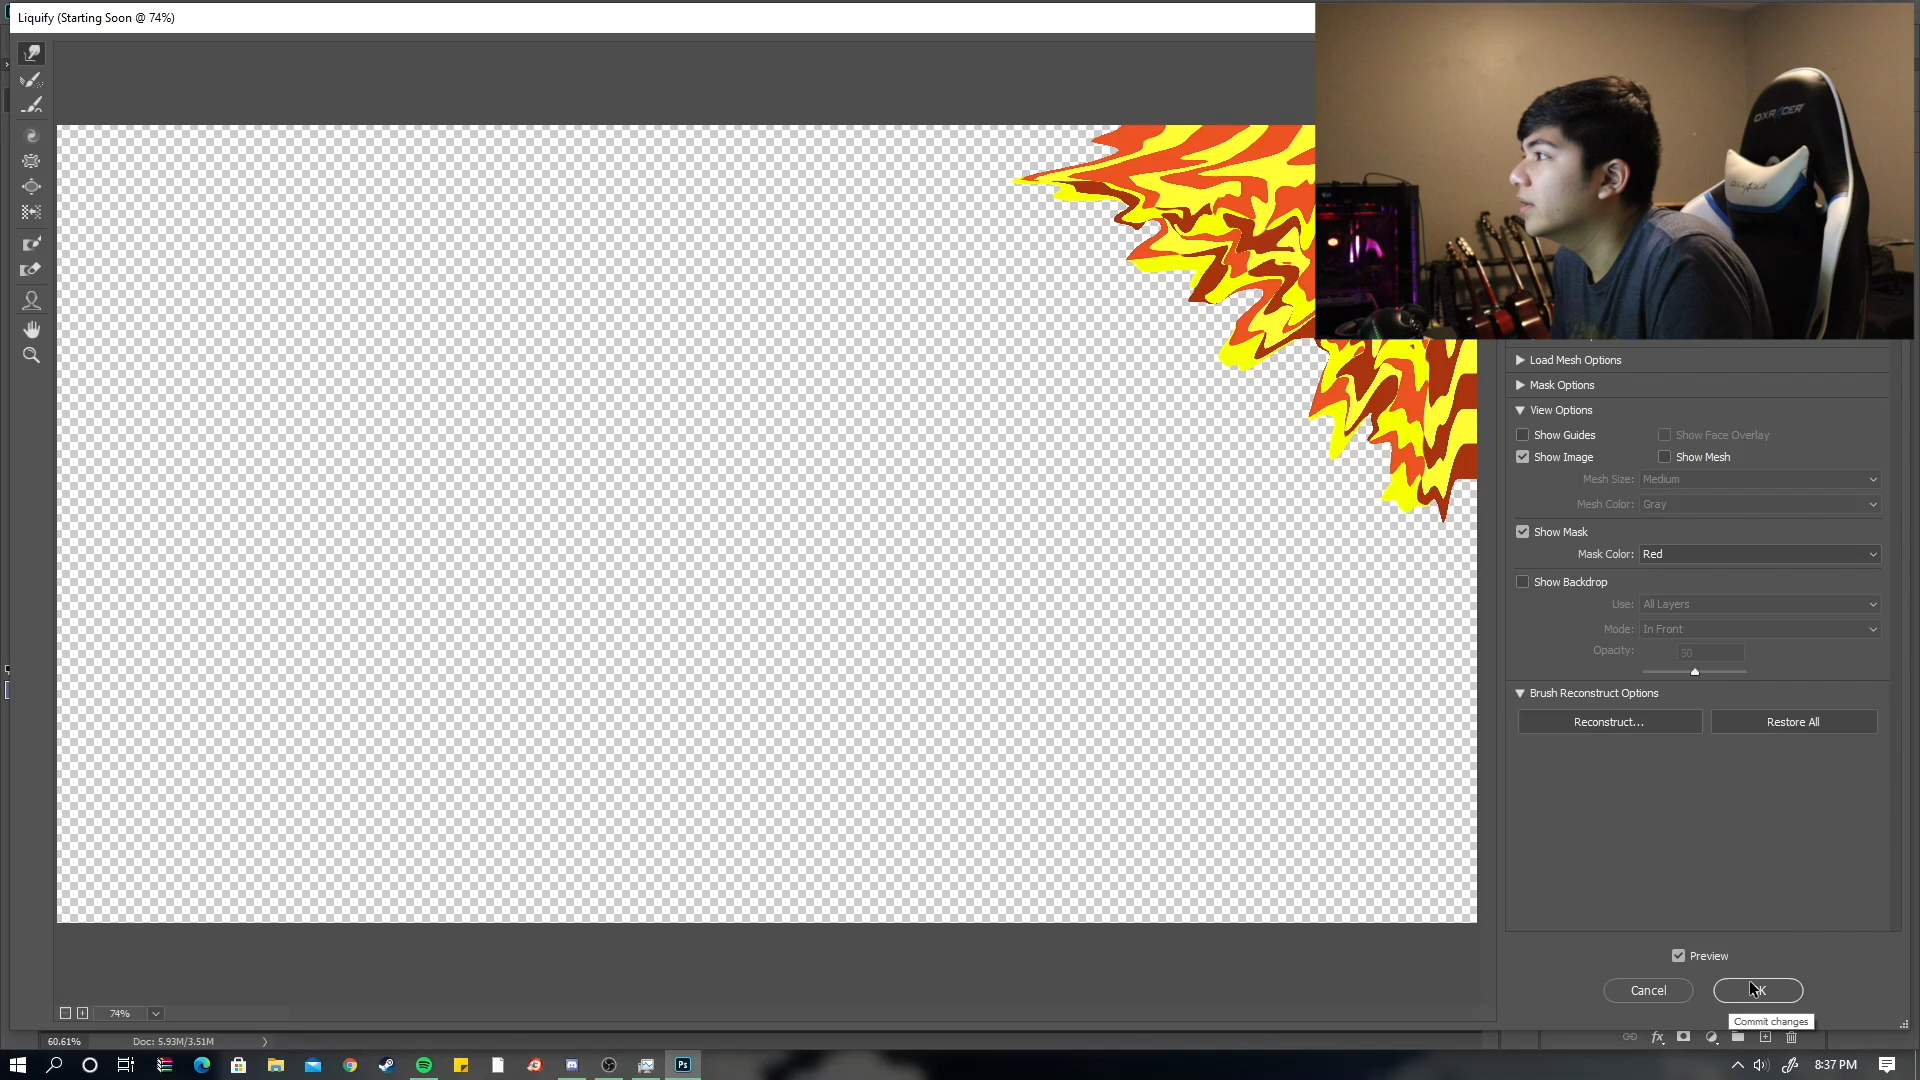 Liquify (Starting Soon @ 74%)
DXRACER
Load Mesh Options
Mask Options
View Options
Show Guides
Show Face Overlay
Show Image
Show Mesh
Mesh Size: Medium
Mesh Color: Gray
Show Mask
Mask Color: Red
Show Backdrop
Use: All Layers
Mode: In Front
Opacity: 50
Brush Reconstruct Options
Reconstruct...
Restore All
Preview
Cancel
Commit changes
74%
60.61%
Doc: 5.93M/3.51M
fx
Ps
8:37 PM